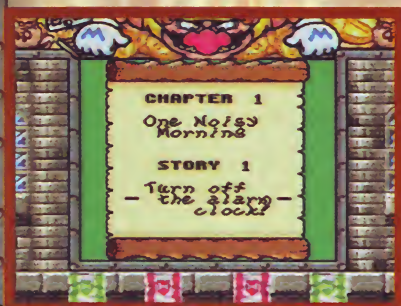 CHAPTER 1
One Noisy
Morning
STORY 1
Turn off
the alarm
clock!